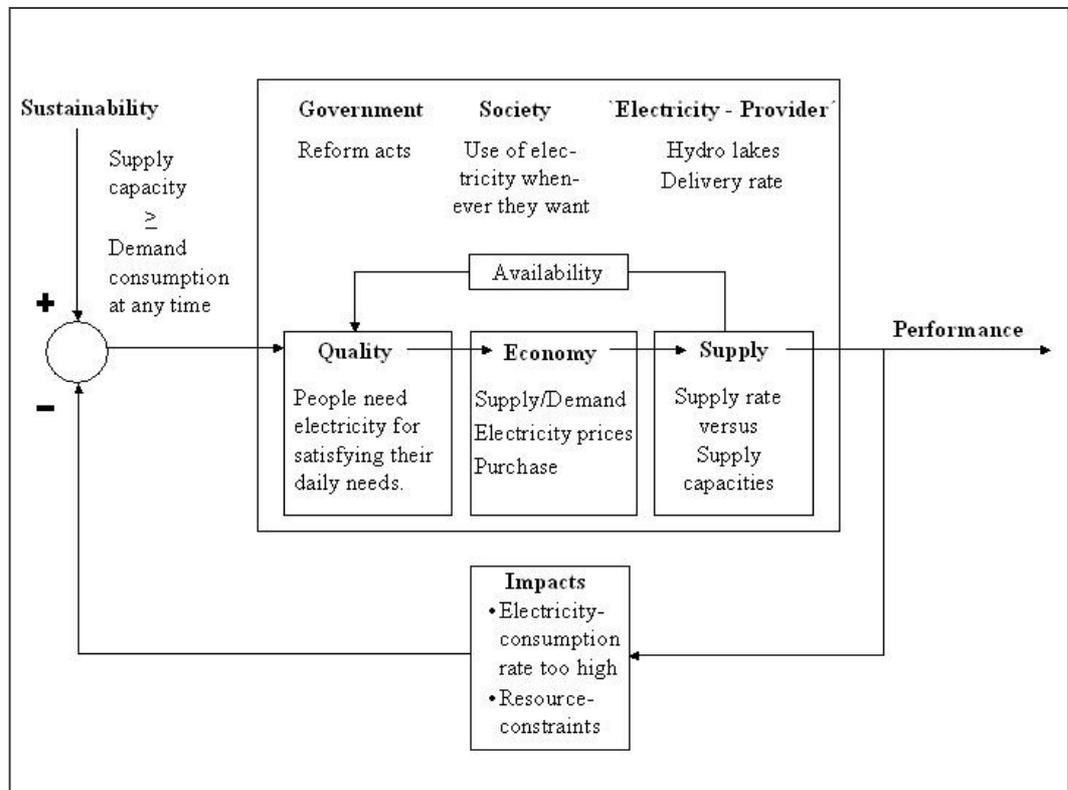 Sustainability
Supply
capacity
≥
Demand
consumption
at any time
+
−
Government
Reform acts
Society
Use of elec-
tricity when-
ever they want
`Electricity - Provider´
Hydro lakes
Delivery rate
Availability
Quality
People need
electricity for
satisfying their
daily needs.
Economy
Supply/Demand
Electricity prices
Purchase
Supply
Supply rate
versus
Supply
capacities
Performance
Impacts
•Electricity-
consumption
rate too high
•Resource-
constraints